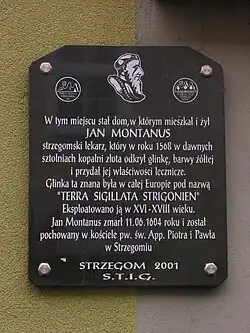 W tym miejscu stał dom, w którym mieszkał i żył
JAN MONTANUS
strzegomski lekarz, który w roku 1568 w dawnych
sztolniach kopalni złota odkrył glinkę, barwy żółtej
i przydał jej właściwości lecznicze.
Glinka ta znana była w całej Europie pod nazwą
"TERRA SIGILLATA STRIGONIEN"
Eksploatowano ją w XVI-XVIII wieku.
Jan Montanus zmarł 11.06.1604 roku i został
pochowany w kościele pw. św. App. Piotra i Pawła
w Strzegomiu
STRZEGOM 2001
S.T.I.G.